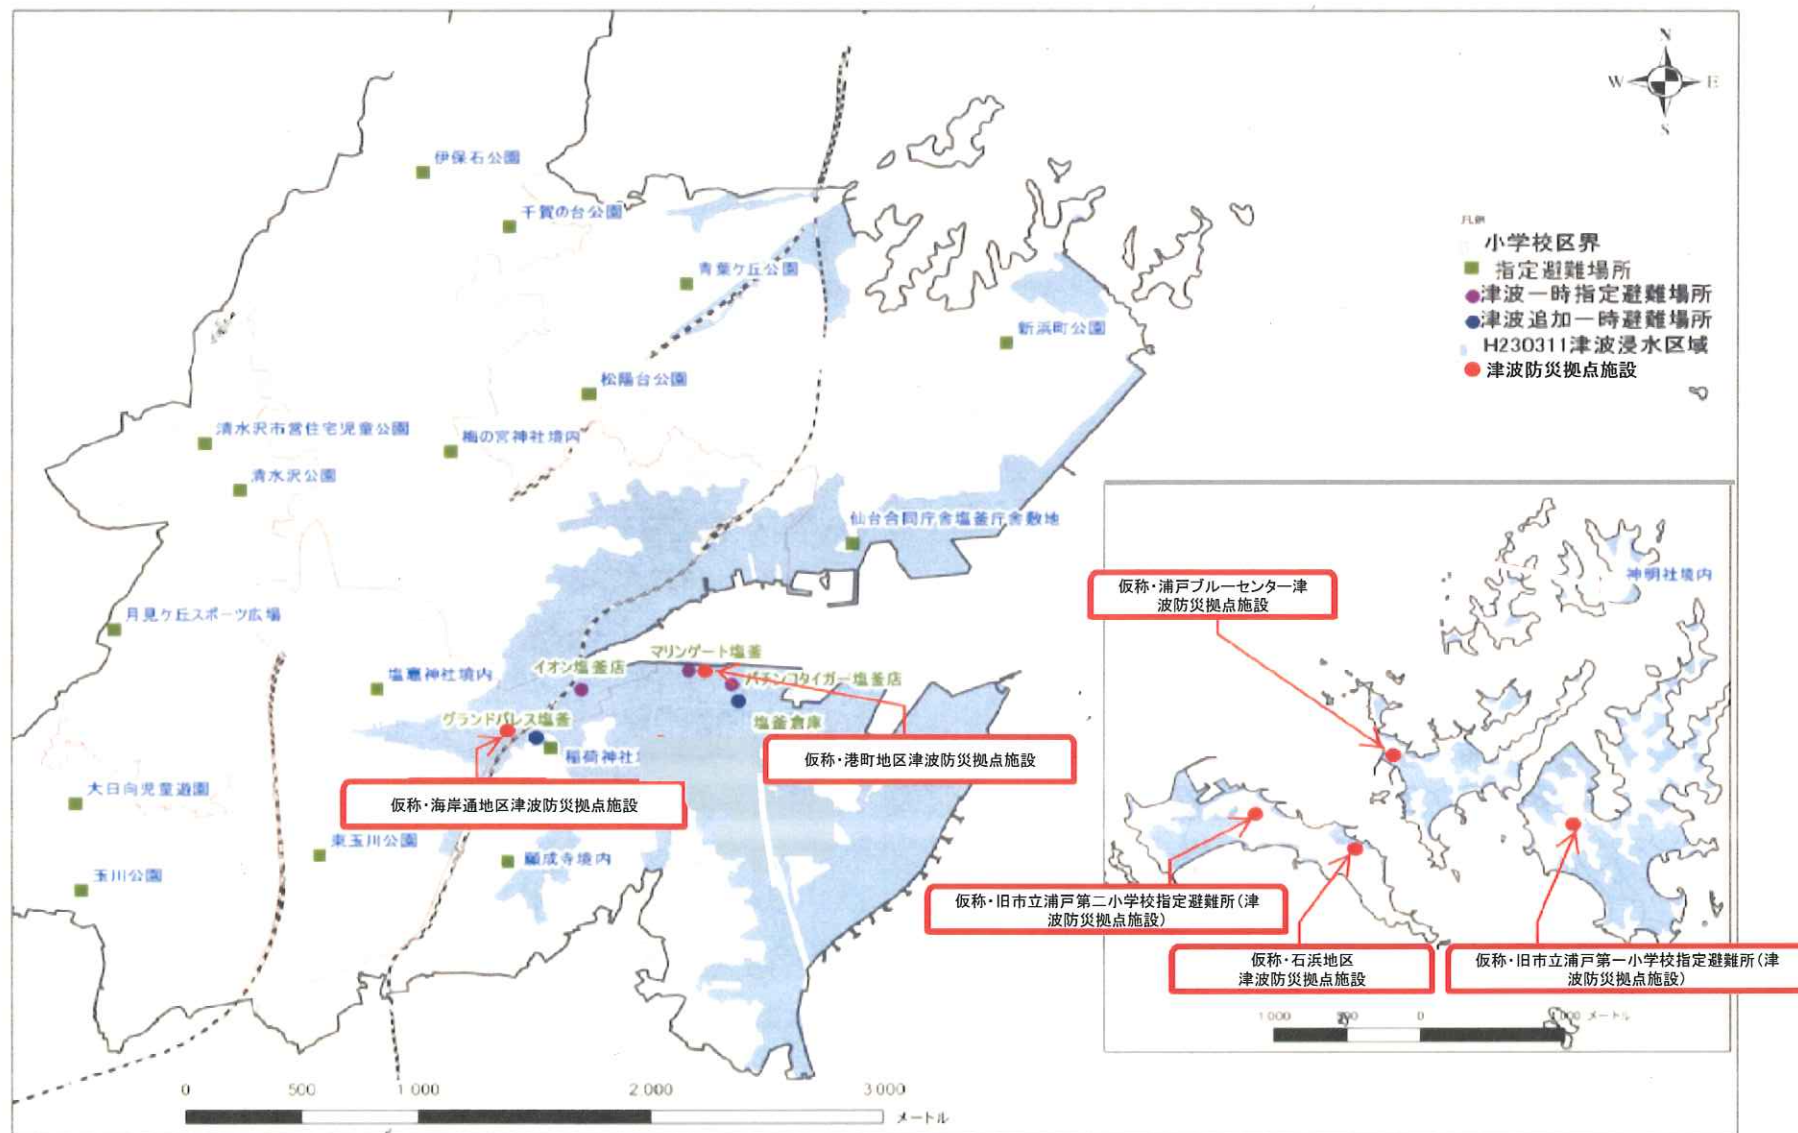 N
W
E
S
伊保石公園
千賀の台公園
青葉ケ丘公園
新浜町公園
松陽台公園
清水沢市営住宅児童公園
梅の宮神社境内
清水沢公園
仙台合同庁舎塩釜庁舎敷地
月見ケ丘スポーツ広場
塩竈神社境内
イオン塩釜店
マリンゲート塩釜
パチンコタイガー塩釜店
グランドパレス塩釜
塩釜倉庫
稲荷神社
仮称・港町地区津波防災拠点施設
仮称・海岸通地区津波防災拠点施設
大日向児童遊園
東玉川公園
願成寺境内
玉川公園
0
500
1 000
2 000
3 000
メートル
凡例
小学校区界
指定避難場所
津波一時指定避難場所
津波追加一時避難場所
H230311津波浸水区域
津波防災拠点施設
神明社境内
仮称・浦戸ブルーセンター津
波防災拠点施設
仮称・旧市立浦戸第二小学校指定避難所(津
波防災拠点施設)
仮称・石浜地区
津波防災拠点施設
仮称・旧市立浦戸第一小学校指定避難所(津
波防災拠点施設)
1 000
0
メートル